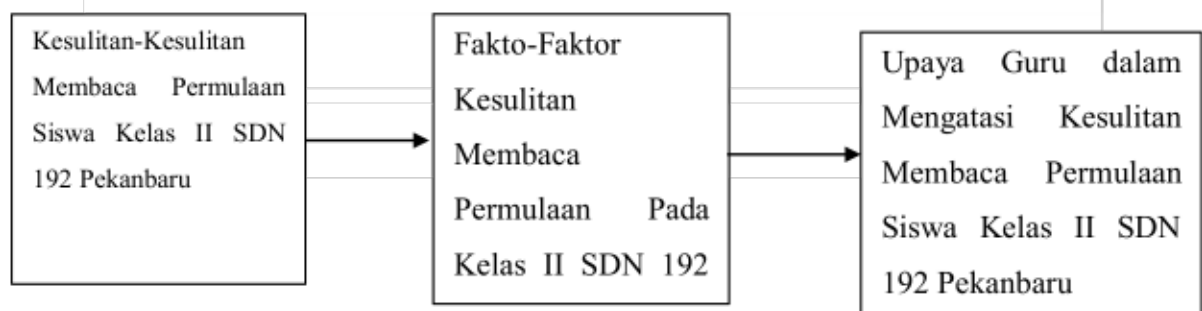 Kesulitan-Kesulitan
Membaca Permulaan
Siswa Kelas II SDN
192 Pekanbaru
Fakto-Faktor
Kesulitan
Membaca
Permulaan Pada
Kelas II SDN 192
Upaya Guru dalam
Mengatasi Kesulitan
Membaca Permulaan
Siswa Kelas II SDN
192 Pekanbaru